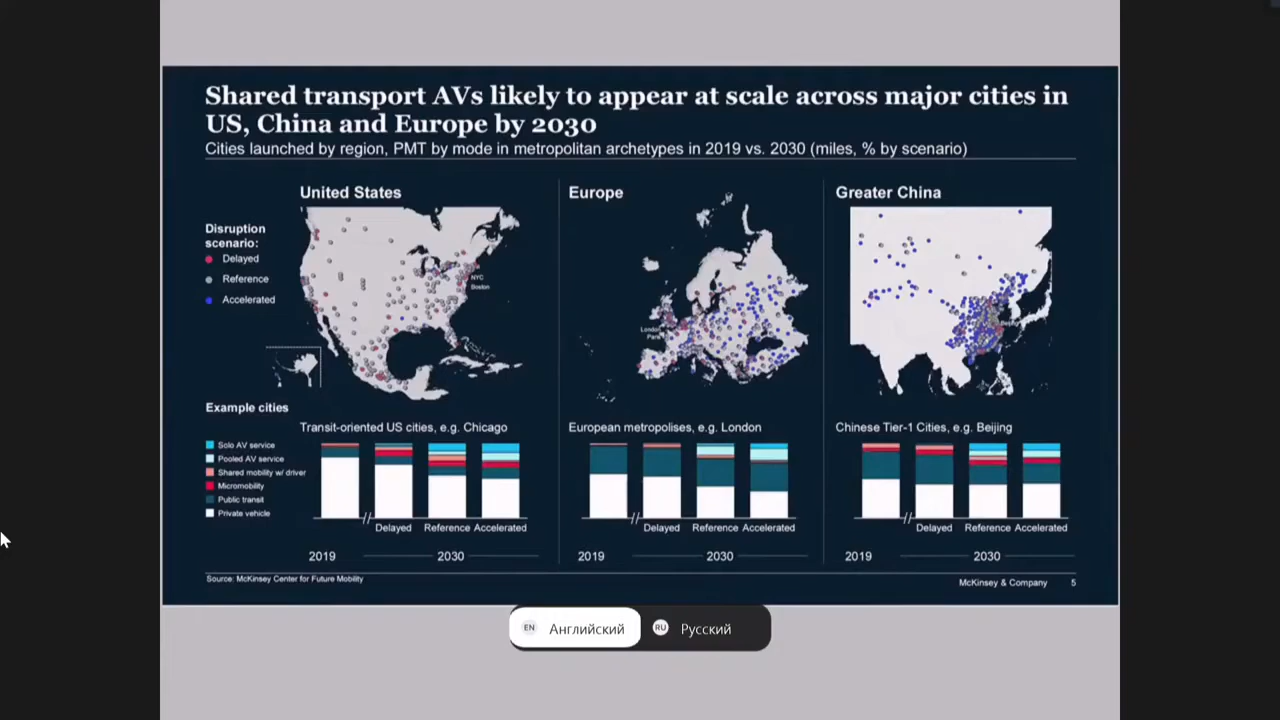 Shared transport AVs likely to appear at scale across major cities in
US, China and Europe by 2030
Cities launched by region, PMT by mode in metropolitan archetypes in 2019 vs. 2030 (miles, % by scenario)
United States
Europe
Greater China
Disruption
scenario:
Delayed
Reference
Accelerated
NYC
Boston
London
Paris
Beijing
Example cities
Transit-oriented US cities, e.g. Chicago
European metropolises, e.g. London
Chinese Tier-1 Cities, e.g. Beijing
Solo AV service
Pooled AV service
Shared mobility w/ driver
Micromobility
Public transit
Private vehicle
Delayed Reference Accelerated
Delayed Reference Accelerated
Delayed Reference Accelerated
2019 2030
2019 2030
2019 2030
Source: McKinsey Center for Future Mobility
McKinsey & Company 5
EN Английский RU Русский